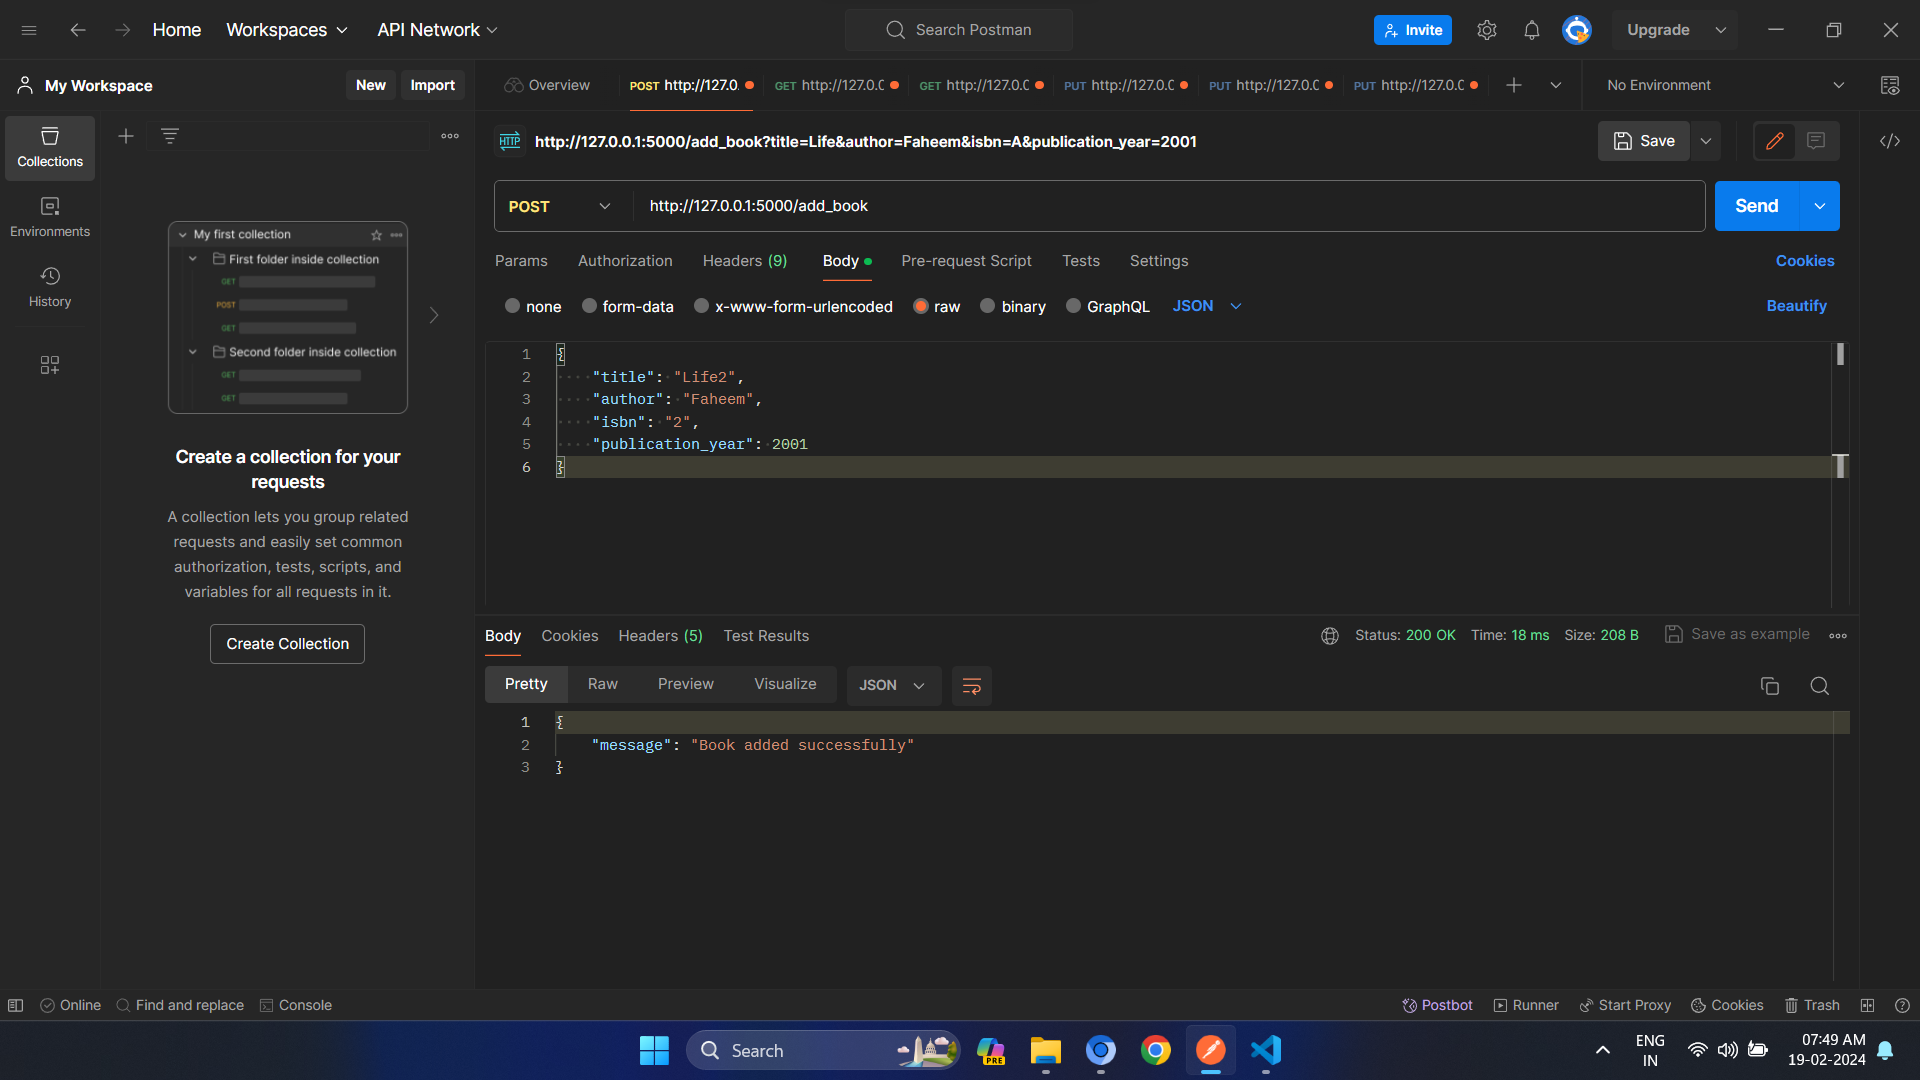 Home
Workspaces
API Network
Search Postman
Invite
Upgrade
My Workspace
New
Import
Overview
POST http://127.0.
GET http://127.0.0
GET http://127.0.0
PUT http://127.0.0
PUT http://127.0.0
PUT http://127.0.0
No Environment
Collections
Environments
History
HTTP
http://127.0.0.1:5000/add_book?title=Life&author=Faheem&isbn=A&publication_year=2001
Save
POST
http://127.0.0.1:5000/add_book
Send
Params
Authorization
Headers (9)
Body
Pre-request Script
Tests
Settings
Cookies
none
form-data
x-www-form-urlencoded
raw
binary
GraphQL
JSON
Beautify
1 {
2 "title": "Life2",
3 "author": "Faheem",
4 "isbn": "2",
5 "publication_year": 2001
6 }
My first collection
First folder inside collection
GET
POST
GET
Second folder inside collection
GET
GET
Create a collection for your
requests
A collection lets you group related
requests and easily set common
authorization, tests, scripts, and
variables for all requests in it.
Create Collection
Body
Cookies
Headers (5)
Test Results
Status: 200 OK
Time: 18 ms
Size: 208 B
Save as example
Pretty
Raw
Preview
Visualize
JSON
1 {
2 "message": "Book added successfully"
3 }
Online
Find and replace
Console
Postbot
Runner
Start Proxy
Cookies
Trash
Search
PRE
ENG
IN
07:49 AM
19-02-2024